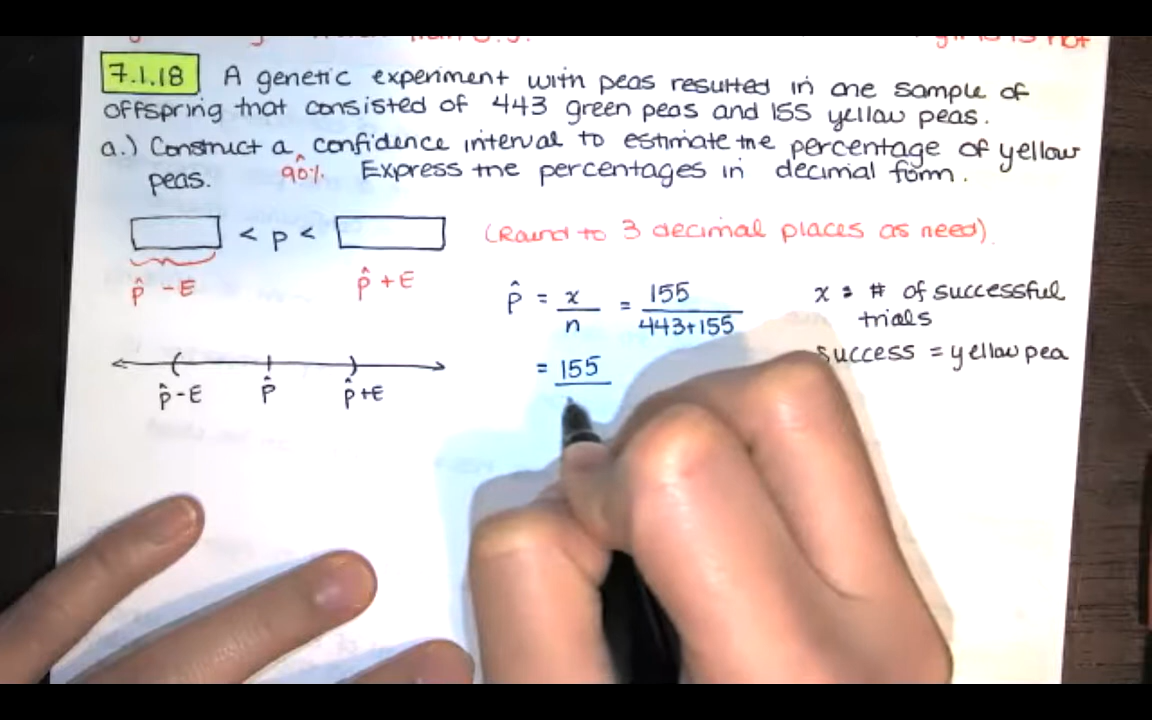 7.1.18 A genetic experiment with peas resulted in one sample of
offspring that consisted of 443 green peas and 155 yellow peas.
a.) Construct a ^ confidence interval to estimate the percentage of yellow
peas. 90% Express the percentages in decimal form.
< p < (Round to 3 decimal places as need).
p̂ - E p̂ + E
p̂ = x/n = 155/443+155
x = # of successful
trials
= 155
success = yellow pea
p̂-E p̂ p̂+E